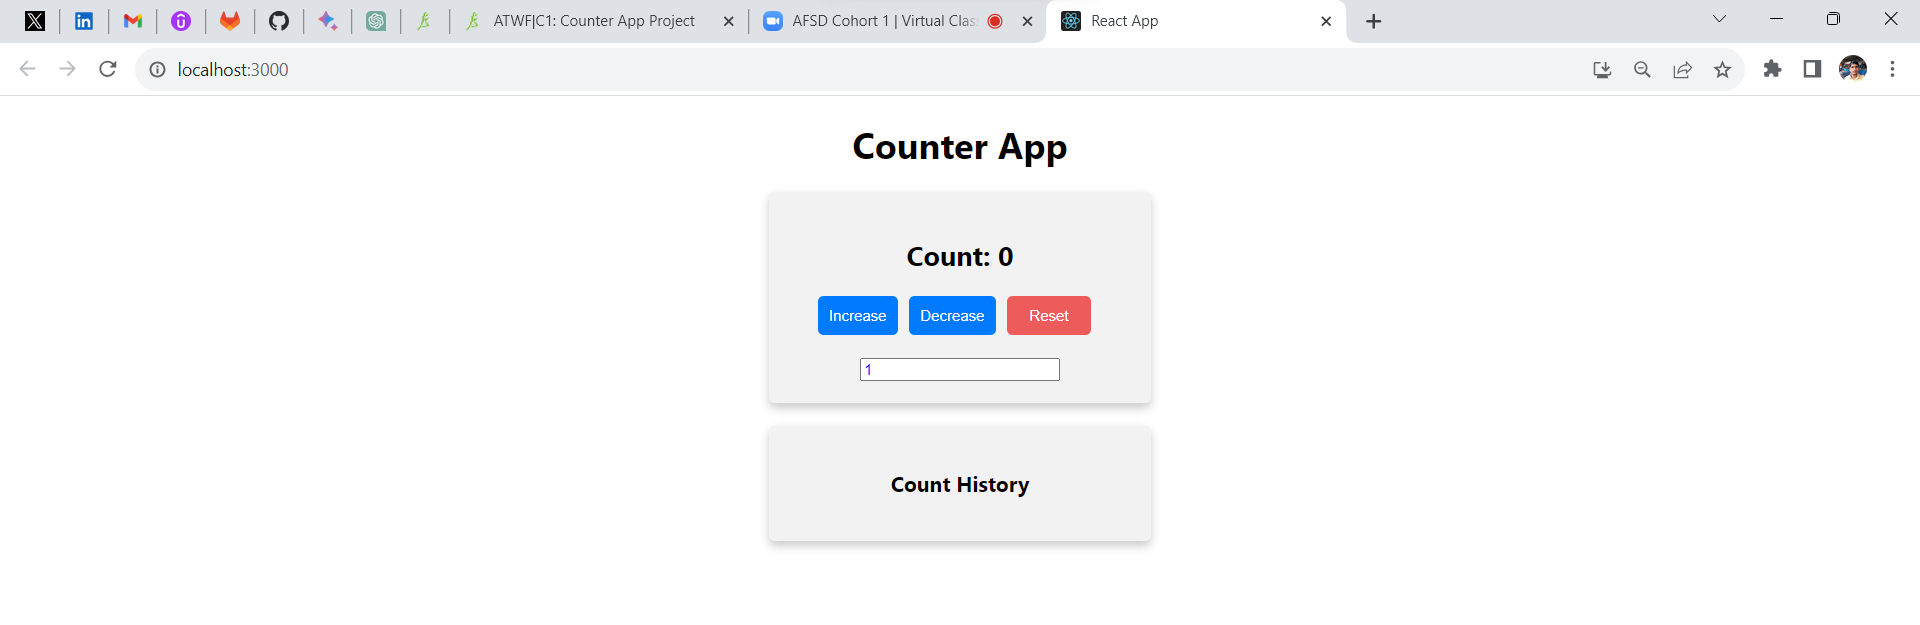 ATWF|C1: Counter App Project
AFSD Cohort 1 | Virtual Clas
React App
localhost:3000
Counter App
Count: 0
Increase Decrease Reset
1
Count History